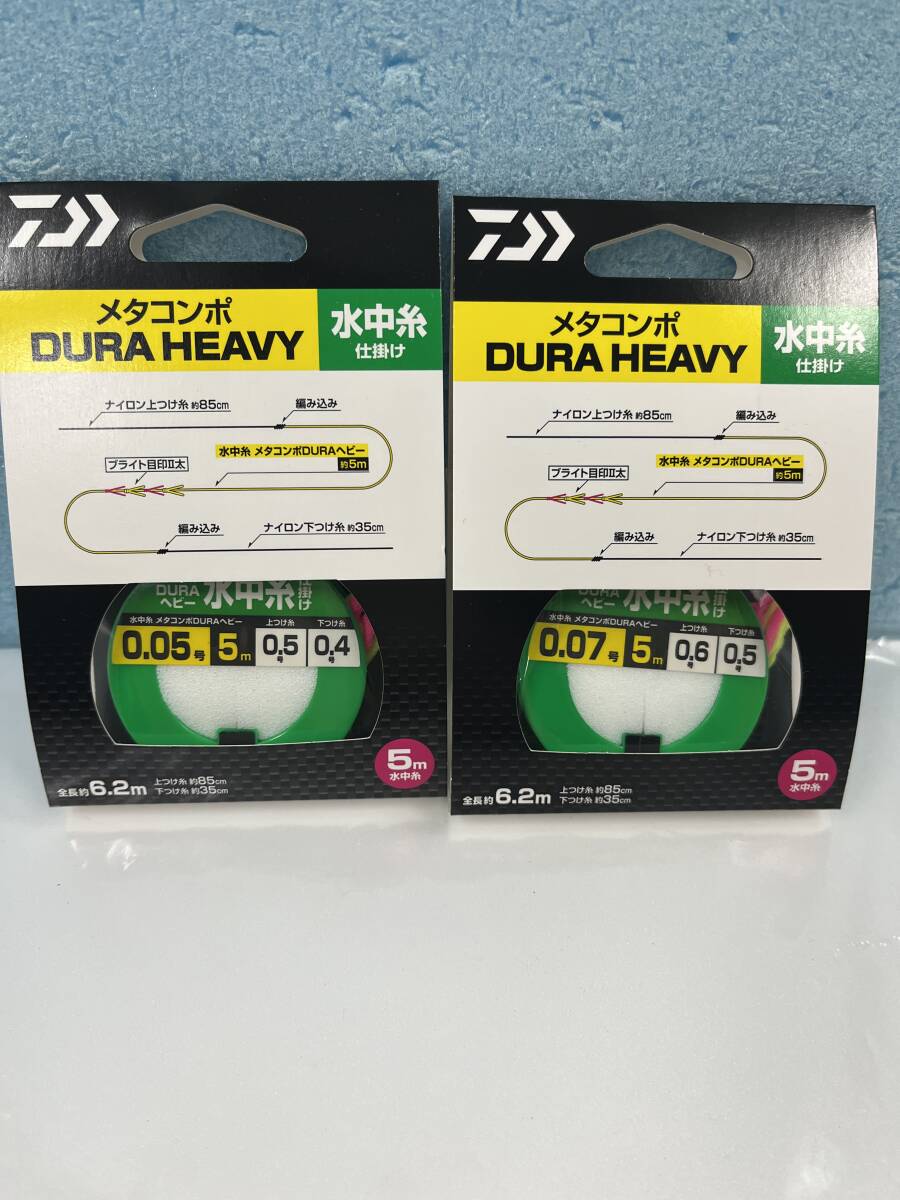 メタコンポ
DURA HEAVY
水中糸
仕掛け
ナイロン上つけ糸 約85cm
編み込み
水中糸 メタコンポDURAヘビー
約5m
ブライト目印II太
編み込み
ナイロン下つけ糸 約35cm
DURA
ヘビー
水中糸
仕掛け
水中糸 メタコンポDURAヘビー
上つけ糸
下つけ糸
0.05号
5m
0.5号
0.4号
5m
水中糸
全長約6.2m
上つけ糸 約85cm
下つけ糸 約35cm
メタコンポ
DURA HEAVY
水中糸
仕掛け
ナイロン上つけ糸 約85cm
編み込み
水中糸 メタコンポDURAヘビー
約5m
ブライト目印II太
編み込み
ナイロン下つけ糸 約35cm
DURA
ヘビー
水中糸
掛け
水中糸 メタコンポDURAヘビー
上つけ糸
下つけ糸
0.07号
5m
0.6号
0.5号
5m
水中糸
全長約6.2m
上つけ糸 約85cm
下つけ糸 約35cm